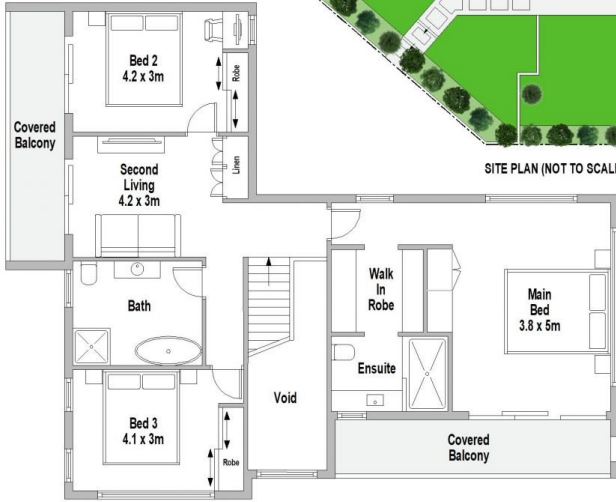 Bed 2
4.2 x 3m
Robe
Covered
Balcony
Second
Living
4.2 x 3m
Linen
SITE PLAN (NOT TO SCAL
Bath
Walk
In
Robe
Main
Bed
3.8 x 5m
Ensuite
Void
Bed 3
4.1 x 3m
Robe
Covered
Balcony